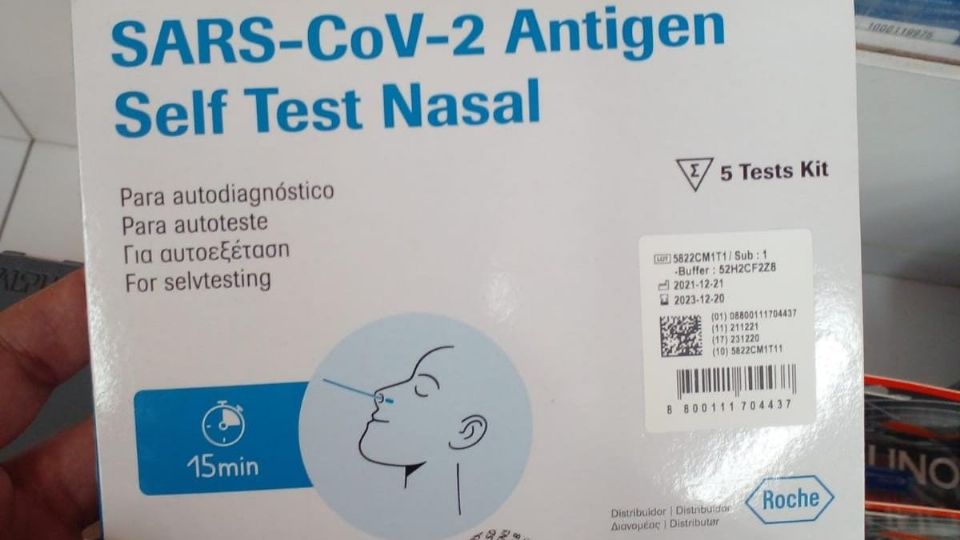 SARS-CoV-2 Antigen
Self Test Nasal
1000119975
Para autodiagnóstico
Para autoteste
Για αυτοεξέταση
For selvtesting
Σ 5 Tests Kit
LOT 5822CM1T1 / Sub : 1
-Buffer : 52H2CF2Z8
2021-12-21
2023-12-20
(01) 08800111704437
(11) 211221
(17) 231220
(10) 5822CM1T11
8 800111 704437
15min
Distribuidor | Distribuidor
Διανομέας | Distributør
Roche